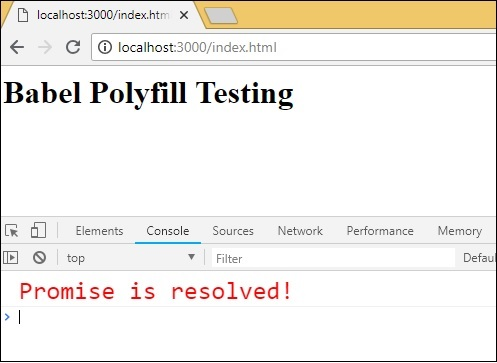 localhost:3000/index.htm
localhost:3000/index.html
Babel Polyfill Testing
Elements Console Sources Network Performance Memory
top Filter Defau
Promise is resolved!